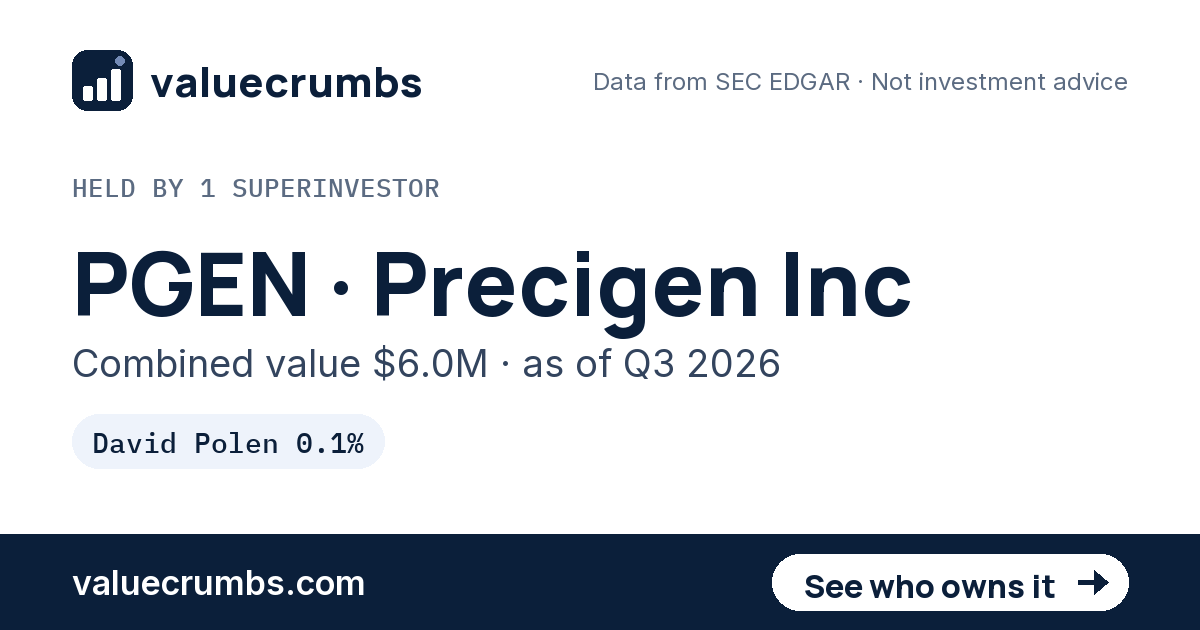 valuecrumbs
Data from SEC EDGAR · Not investment advice
HELD BY 1 SUPERINVESTOR
PGEN · Precigen Inc
Combined value $6.0M · as of Q3 2026
David Polen 0.1%
valuecrumbs.com
See who owns it →